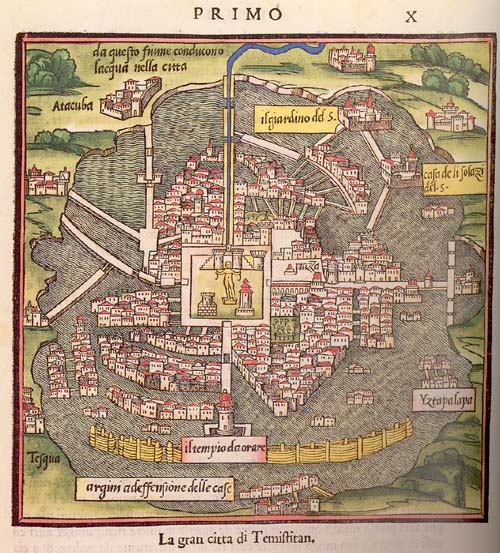 PRIMO
X
da questo fiume conducono
lacqua nella citta
Atacuba
il giardino del S.
casa de li solazzi
del S.
piazza
Yztapalapa
il tempio da orare
Tesqua
argini a deffensione delle case
La gran citta di Temistitan.